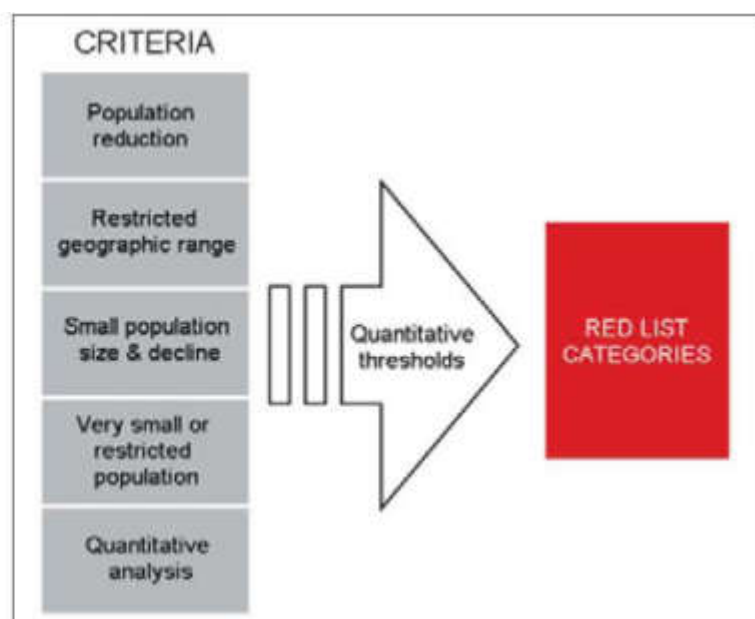 CRITERIA
Population
reduction
Restricted
geographic range
Small population
size & decline
Very small or
restricted
population
Quantitative
analysis
Quantitative
thresholds
RED LIST
CATEGORIES